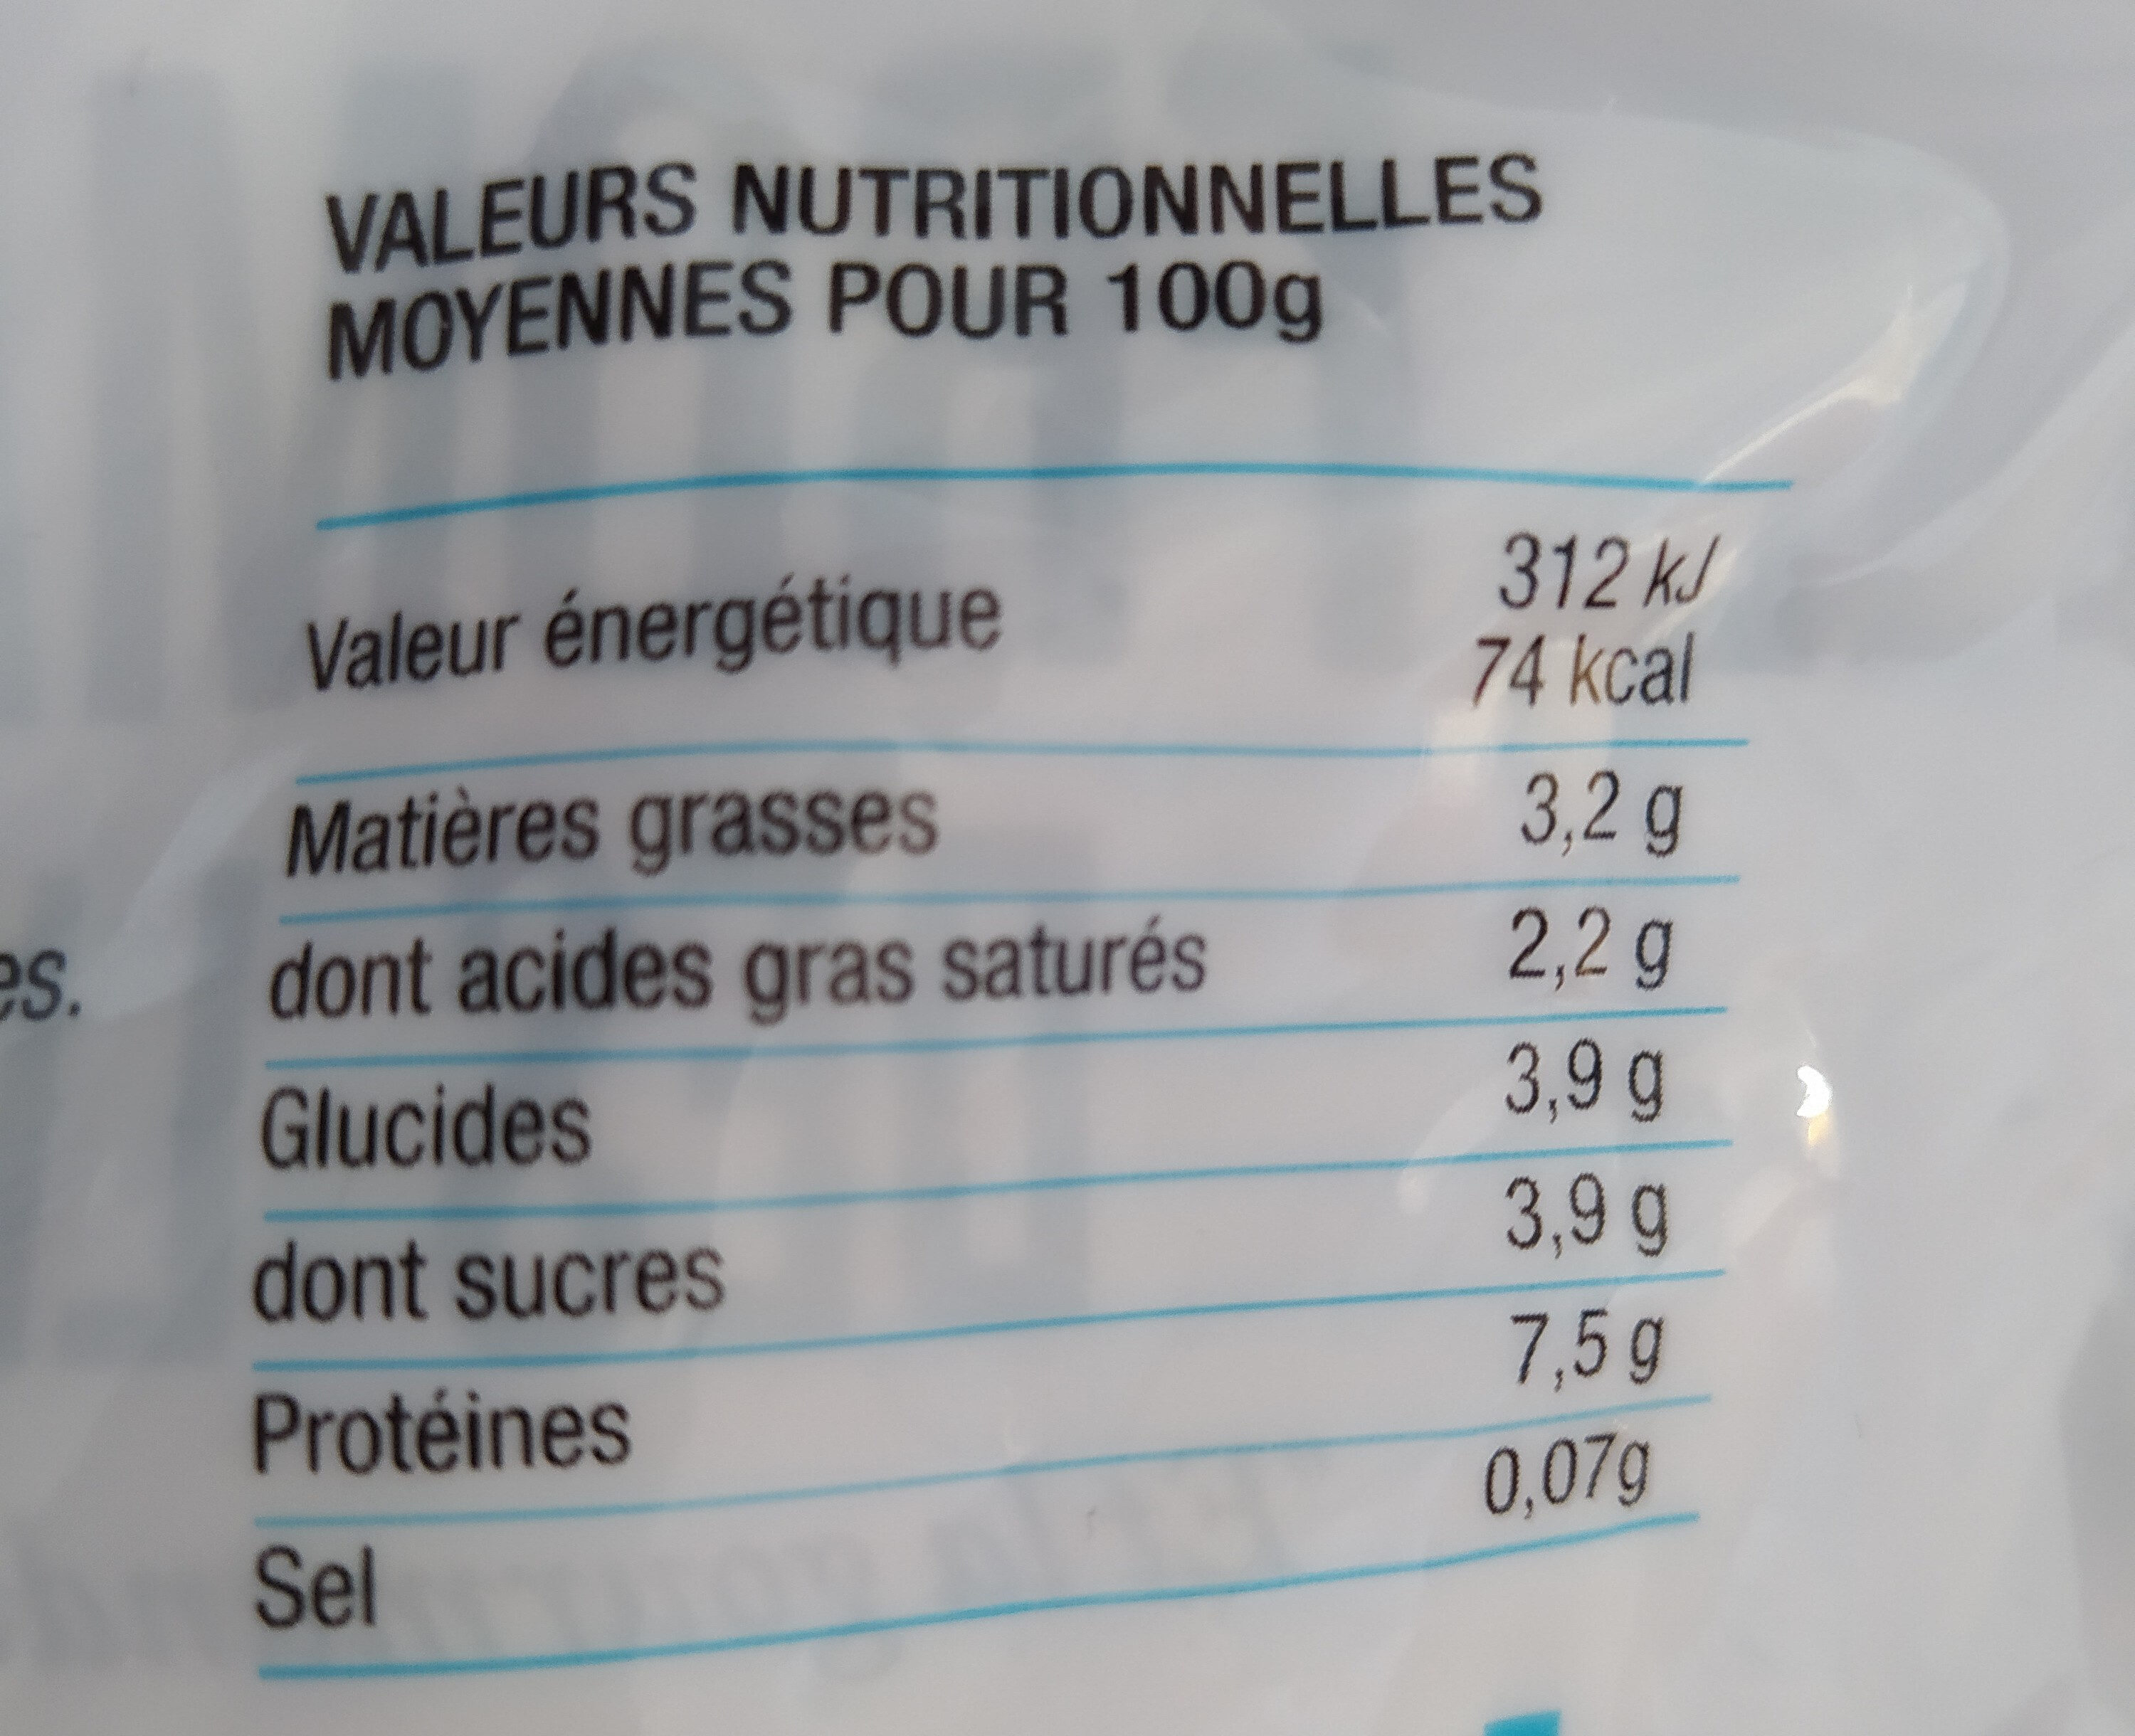 VALEURS NUTRITIONNELLES
MOYENNES POUR 100g
Valeur énergétique 312 kJ
74 kcal
Matières grasses 3,2 g
dont acides gras saturés 2,2 g
es.
Glucides 3,9 g
dont sucres 3,9 g
Protéines 7,5 g
Sel 0,07g